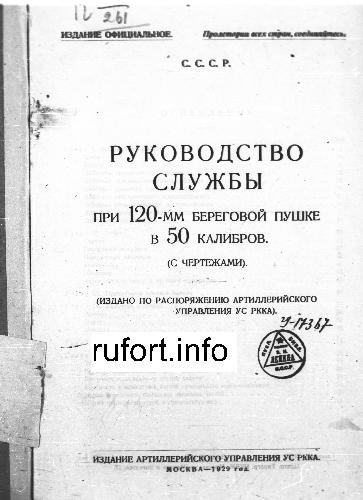 261
ИЗДАНИЕ ОФИЦИАЛЬНОЕ. Пролетарии всех стран, соединяйтесь.
С. С. С. Р.
РУКОВОДСТВО
СЛУЖБЫ
ПРИ 120-ММ БЕРЕГОВОЙ ПУШКЕ
В 50 КАЛИБРОВ.
(С ЧЕРТЕЖАМИ).
(ИЗДАНО ПО РАСПОРЯЖЕНИЮ АРТИЛЛЕРИЙСКОГО
УПРАВЛЕНИЯ УС РККА).
у-17367
rufort.info
ЛЕНИНА
С.С.С.Р.
ИЗДАНИЕ АРТИЛЛЕРИЙСКОГО УПРАВЛЕНИЯ УС РККА.
МОСКВА—1929 год.